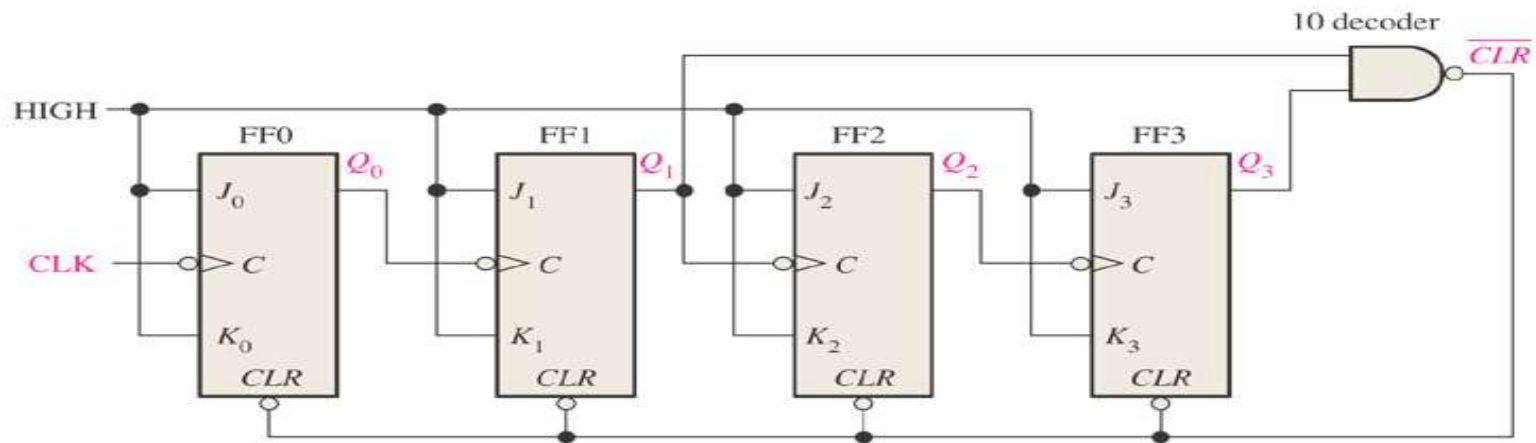 10 decoder
CLR
HIGH
FF0 FF1 FF2 FF3
Q0 Q1 Q2 Q3
J0 J1 J2 J3
CLK C C C C
K0 K1 K2 K3
CLR CLR CLR CLR